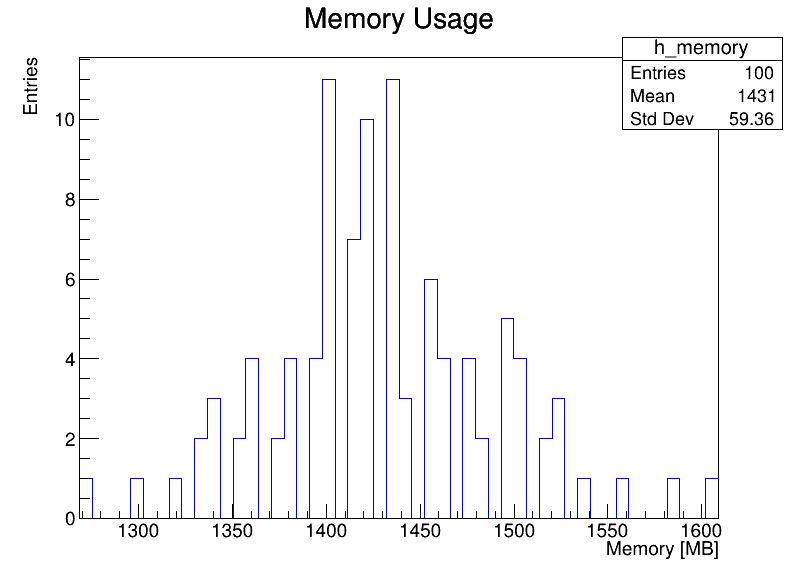 Memory Usage
h_memory
Entries 100
Mean 1431
Std Dev 59.36
Entries
10
8
6
4
2
0
1300 1350 1400 1450 1500 1550 1600
Memory [MB]